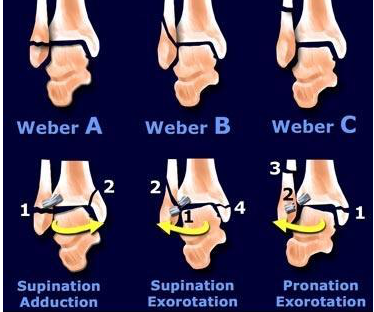 Weber A
Weber B
Weber C
1
2
2
1
4
3
2
1
Supination
Adduction
Supination
Exorotation
Pronation
Exorotation